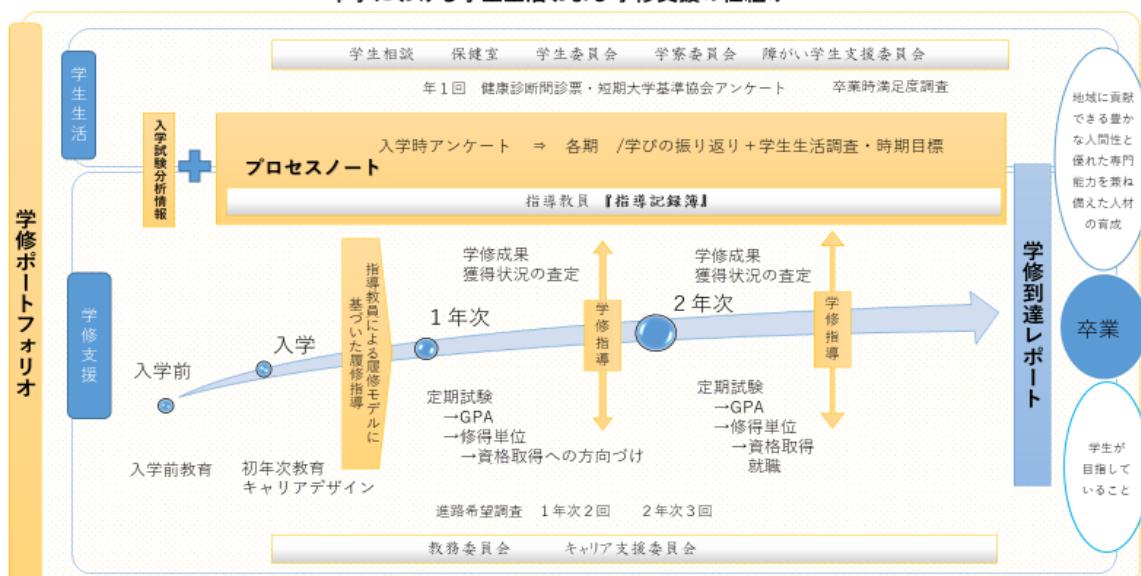 学修ポートフォリオ
学生生活
学生相談 保健室 学生委員会 学寮委員会 障がい学生支援委員会
年1回 健康診断問診票・短期大学基準協会アンケート 卒業時満足度調査
入学試験分析情報
入学時アンケート ⇒ 各期 /学びの振り返り+学生生活調査・時期目標
プロセスノート
指導教員 『指導記録簿』
学修支援
入学前
入学
指導教員による履修モデルに
基づいた履修指導
1年次
学修成果
獲得状況の査定
学修指導
2年次
学修成果
獲得状況の査定
学修指導
入学前教育
初年次教育
キャリアデザイン
定期試験
→GPA
→修得単位
→資格取得への方向づけ
定期試験
→GPA
→修得単位
→資格取得
就職
進路希望調査 1年次2回 2年次3回
教務委員会 キャリア支援委員会
学修到達レポート
地域に貢献
できる豊か
な人間性と
優れた専門
能力を兼ね
備えた人材
の育成
卒業
学生が
目指して
いること